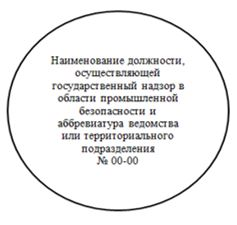 Наименование должности,
осуществляющей
государственный надзор в
области промышленной
безопасности и
аббревиатура ведомства
или территориального
подразделения
№ 00-00